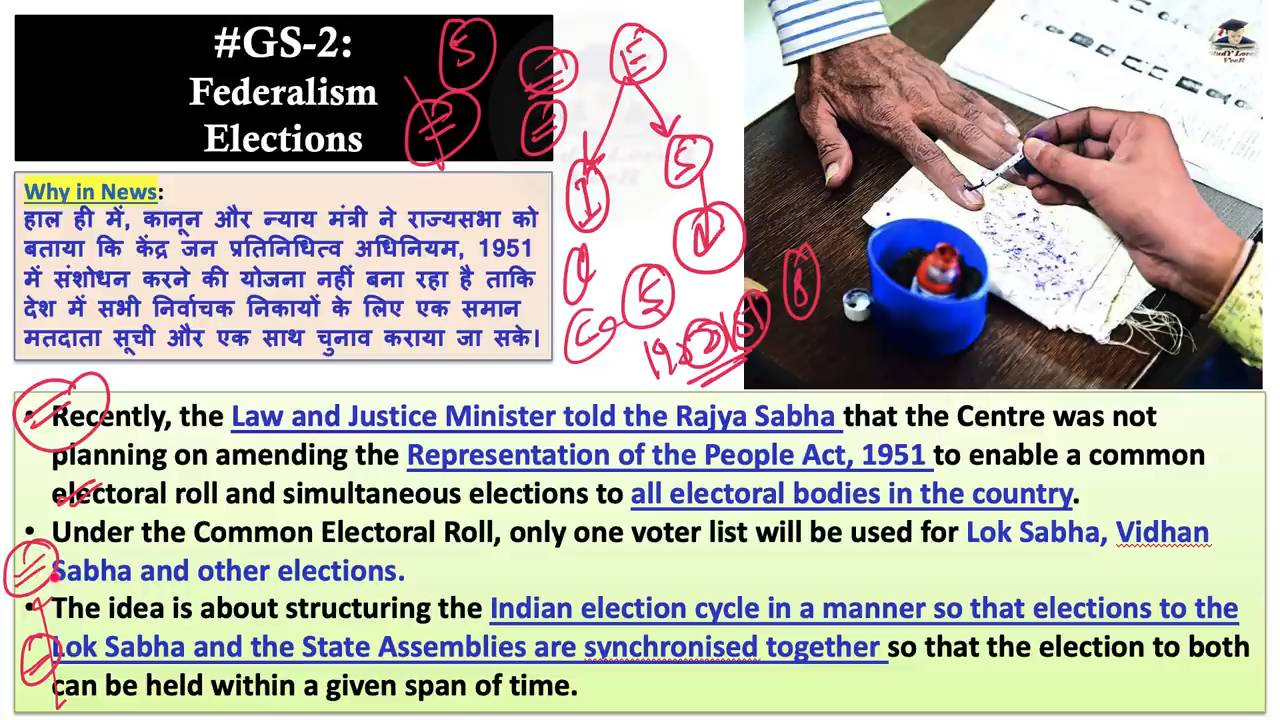 #GS-2:
Federalism
Elections
Why in News:
हाल ही में, कानून और न्याय मंत्री ने राज्यसभा को
बताया कि केंद्र जन प्रतिनिधित्व अधिनियम, 1951
में संशोधन करने की योजना नहीं बना रहा है ताकि
देश में सभी निर्वाचक निकायों के लिए एक समान
मतदाता सूची और एक साथ चुनाव कराया जा सके।
• Recently, the Law and Justice Minister told the Rajya Sabha that the Centre was not
planning on amending the Representation of the People Act, 1951 to enable a common
electoral roll and simultaneous elections to all electoral bodies in the country.
• Under the Common Electoral Roll, only one voter list will be used for Lok Sabha, Vidhan
Sabha and other elections.
• The idea is about structuring the Indian election cycle in a manner so that elections to the
Lok Sabha and the State Assemblies are synchronised together so that the election to both
can be held within a given span of time.